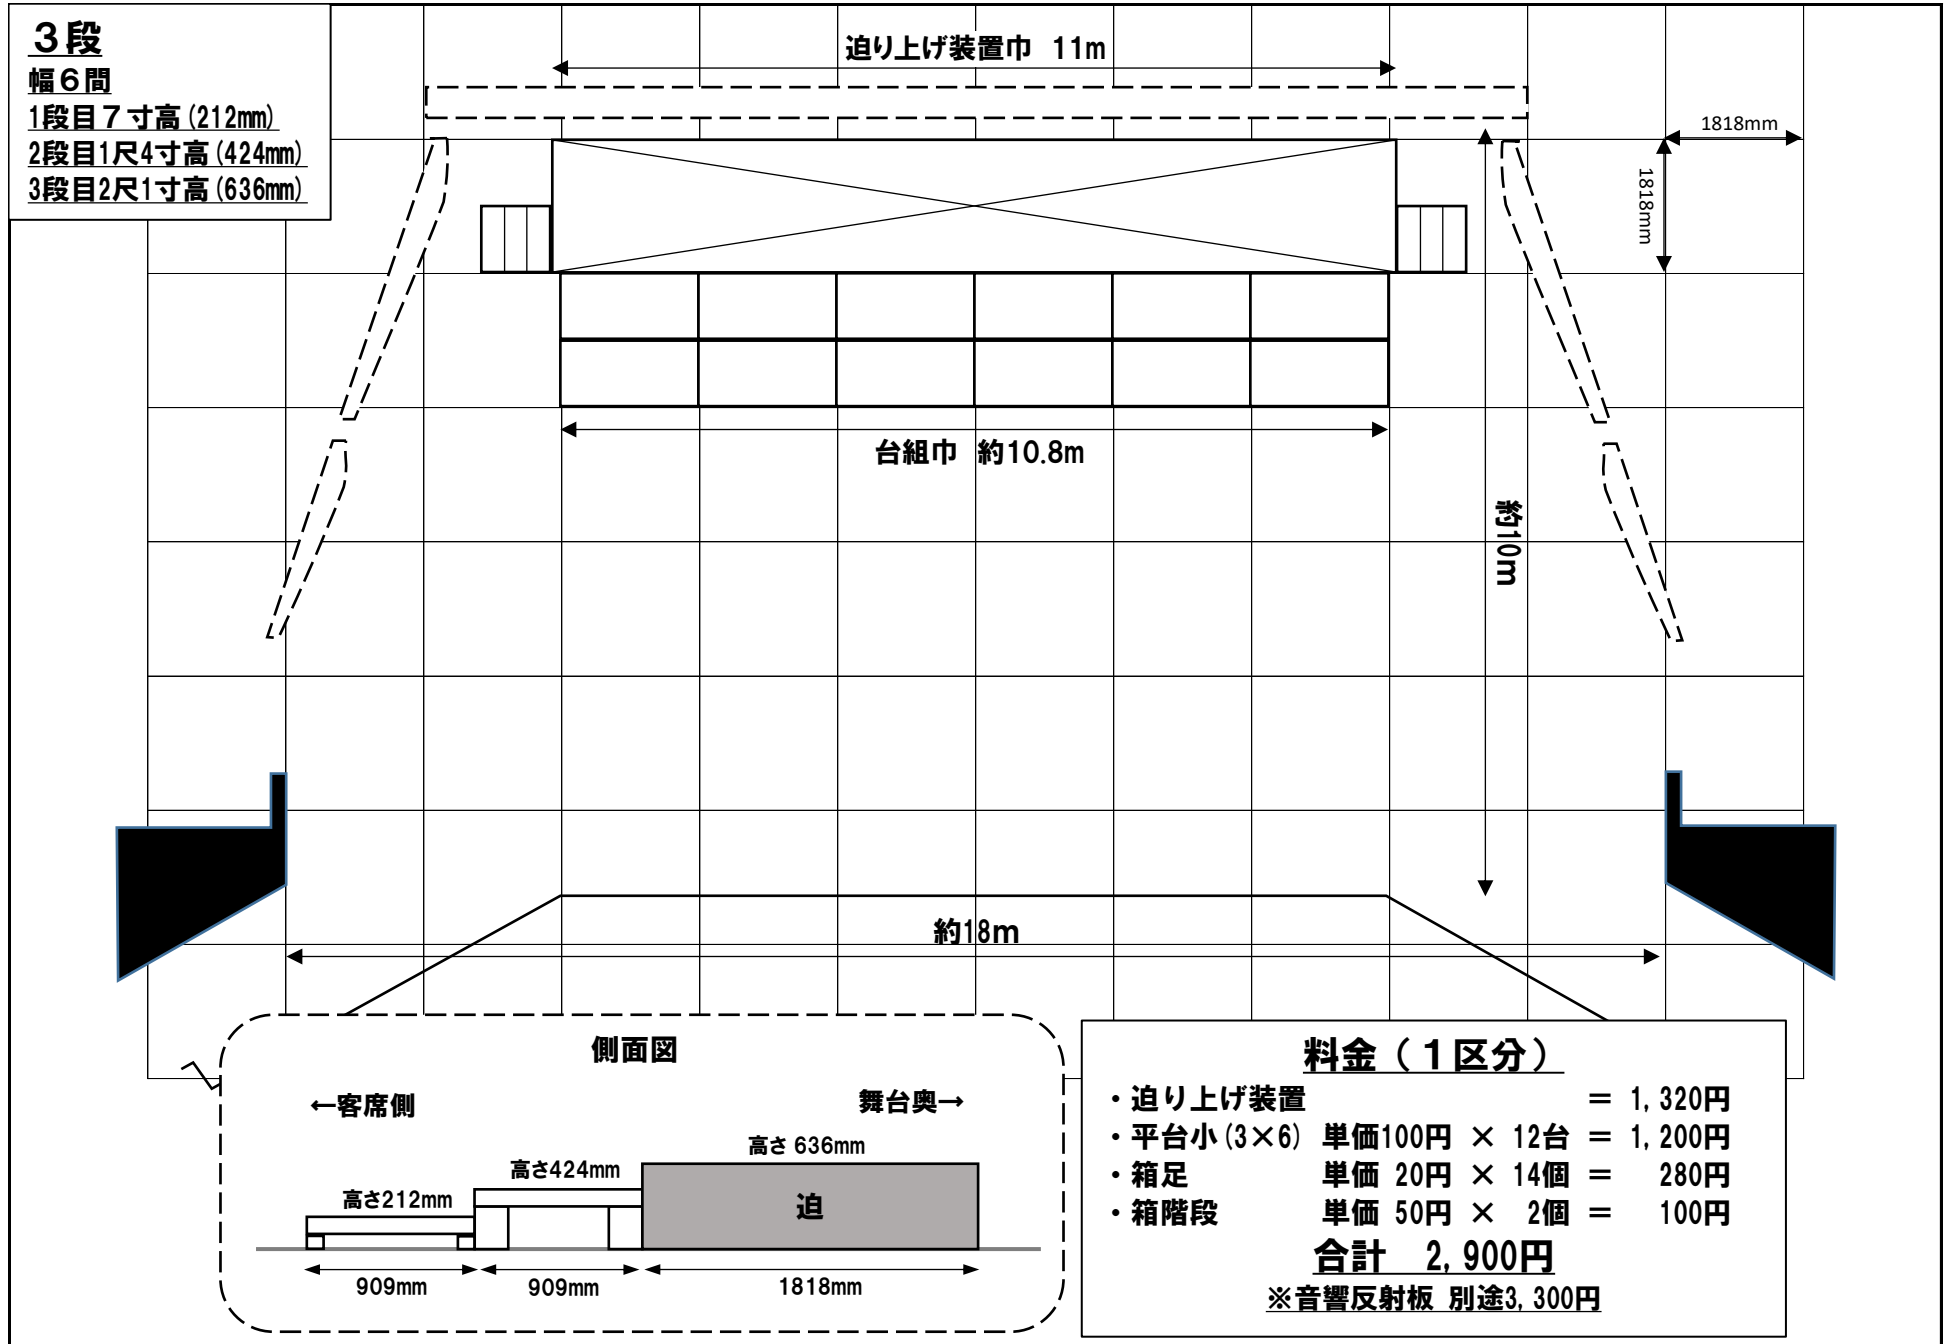 ３段
幅６間
1段目７寸高(212mm)
2段目1尺4寸高(424mm)
3段目2尺1寸高(636mm)
迫り上げ装置巾 11m
1818mm
1818mm
台組巾 約10.8m
約10m
約18m
側面図
←客席側 舞台奥→
高さ 636mm
高さ424mm
高さ212mm
迫
909mm 909mm 1818mm
料金（１区分）
・迫り上げ装置 ＝ 1,320円
・平台小(3×6) 単価100円 × 12台 ＝ 1,200円
・箱足 単価 20円 × 14個 ＝ 280円
・箱階段 単価 50円 × 2個 ＝ 100円
合計 2,900円
※音響反射板 別途3,300円